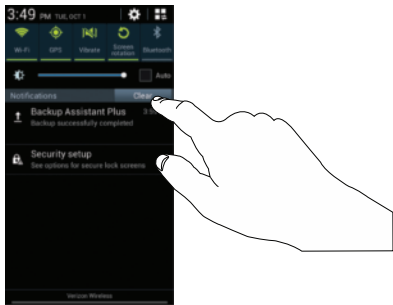 3:49 PM TUE, OCT 1
Wi-Fi GPS Vibrate Screen rotation Bluetooth
Auto
Notifications Clear
Backup Assistant Plus
Backup successfully completed
Security setup
See options for secure lock screens
Verizon Wireless